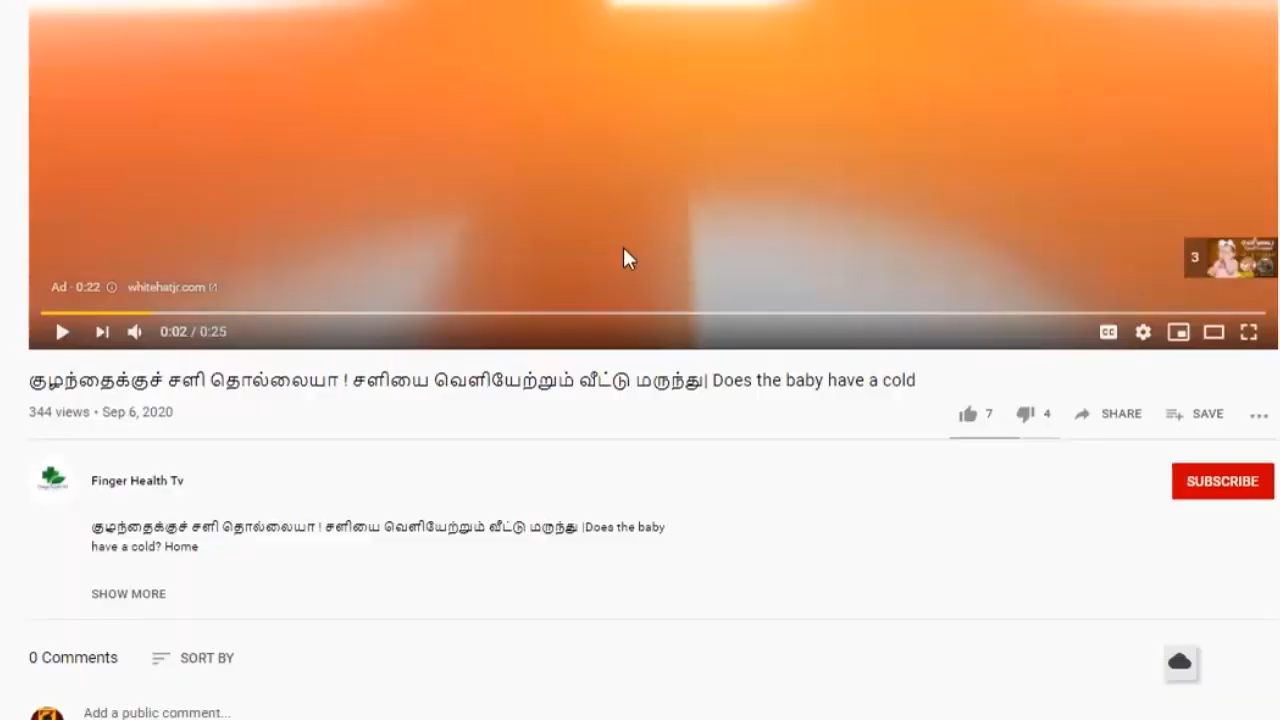 3
Ad · 0:22 whitehatjr.com
0:02 / 0:25
CC
குழந்தைக்குச் சளி தொல்லையா ! சளியை வெளியேற்றும் வீட்டு மருந்து| Does the baby have a cold
344 views • Sep 6, 2020
7 4 SHARE SAVE
Finger Health Tv
SUBSCRIBE
குழந்தைக்குச் சளி தொல்லையா ! சளியை வெளியேற்றும் வீட்டு மருந்து |Does the baby
have a cold? Home
SHOW MORE
0 Comments SORT BY
Add a public comment...